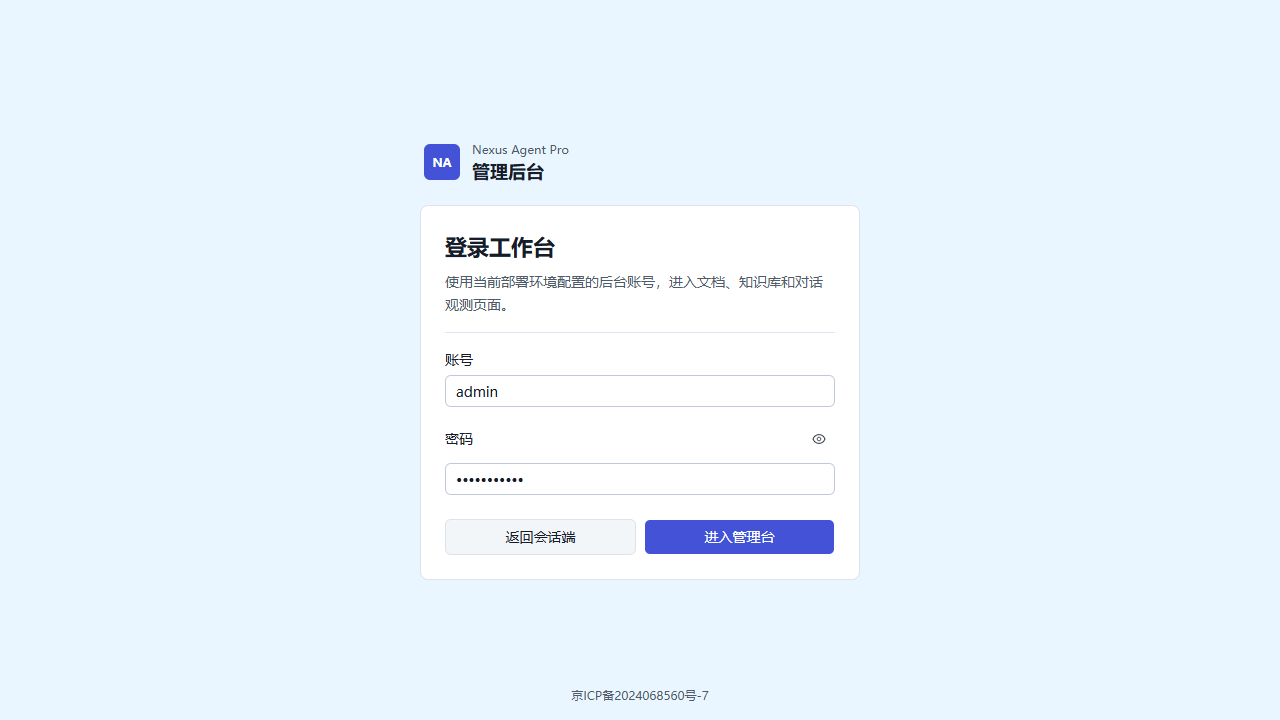 NA
Nexus Agent Pro
管理后台
登录工作台
使用当前部署环境配置的后台账号，进入文档、知识库和对话
观测页面。
账号
admin
密码
•••••••••••
返回会话端
进入管理台
京ICP备2024068560号-7